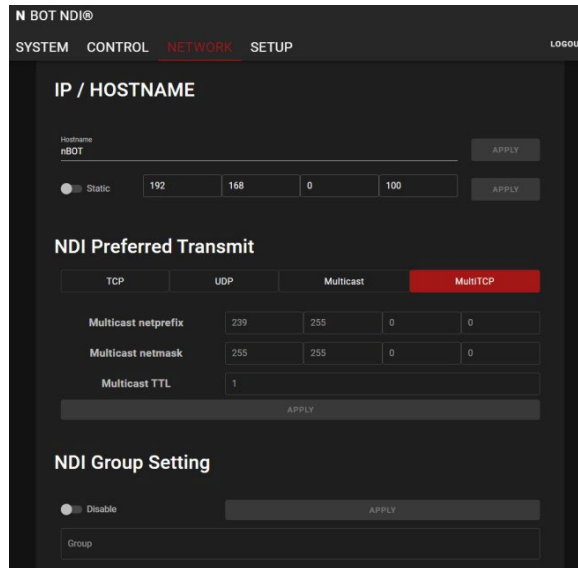 N BOT NDI®
SYSTEM CONTROL NETWORK SETUP LOGOU
IP / HOSTNAME
Hostname
nBOT
APPLY
Static 192 168 0 100 APPLY
NDI Preferred Transmit
TCP UDP Multicast MultiTCP
Multicast netprefix 239 255 0 0
Multicast netmask 255 255 0 0
Multicast TTL 1
APPLY
NDI Group Setting
Disable APPLY
Group